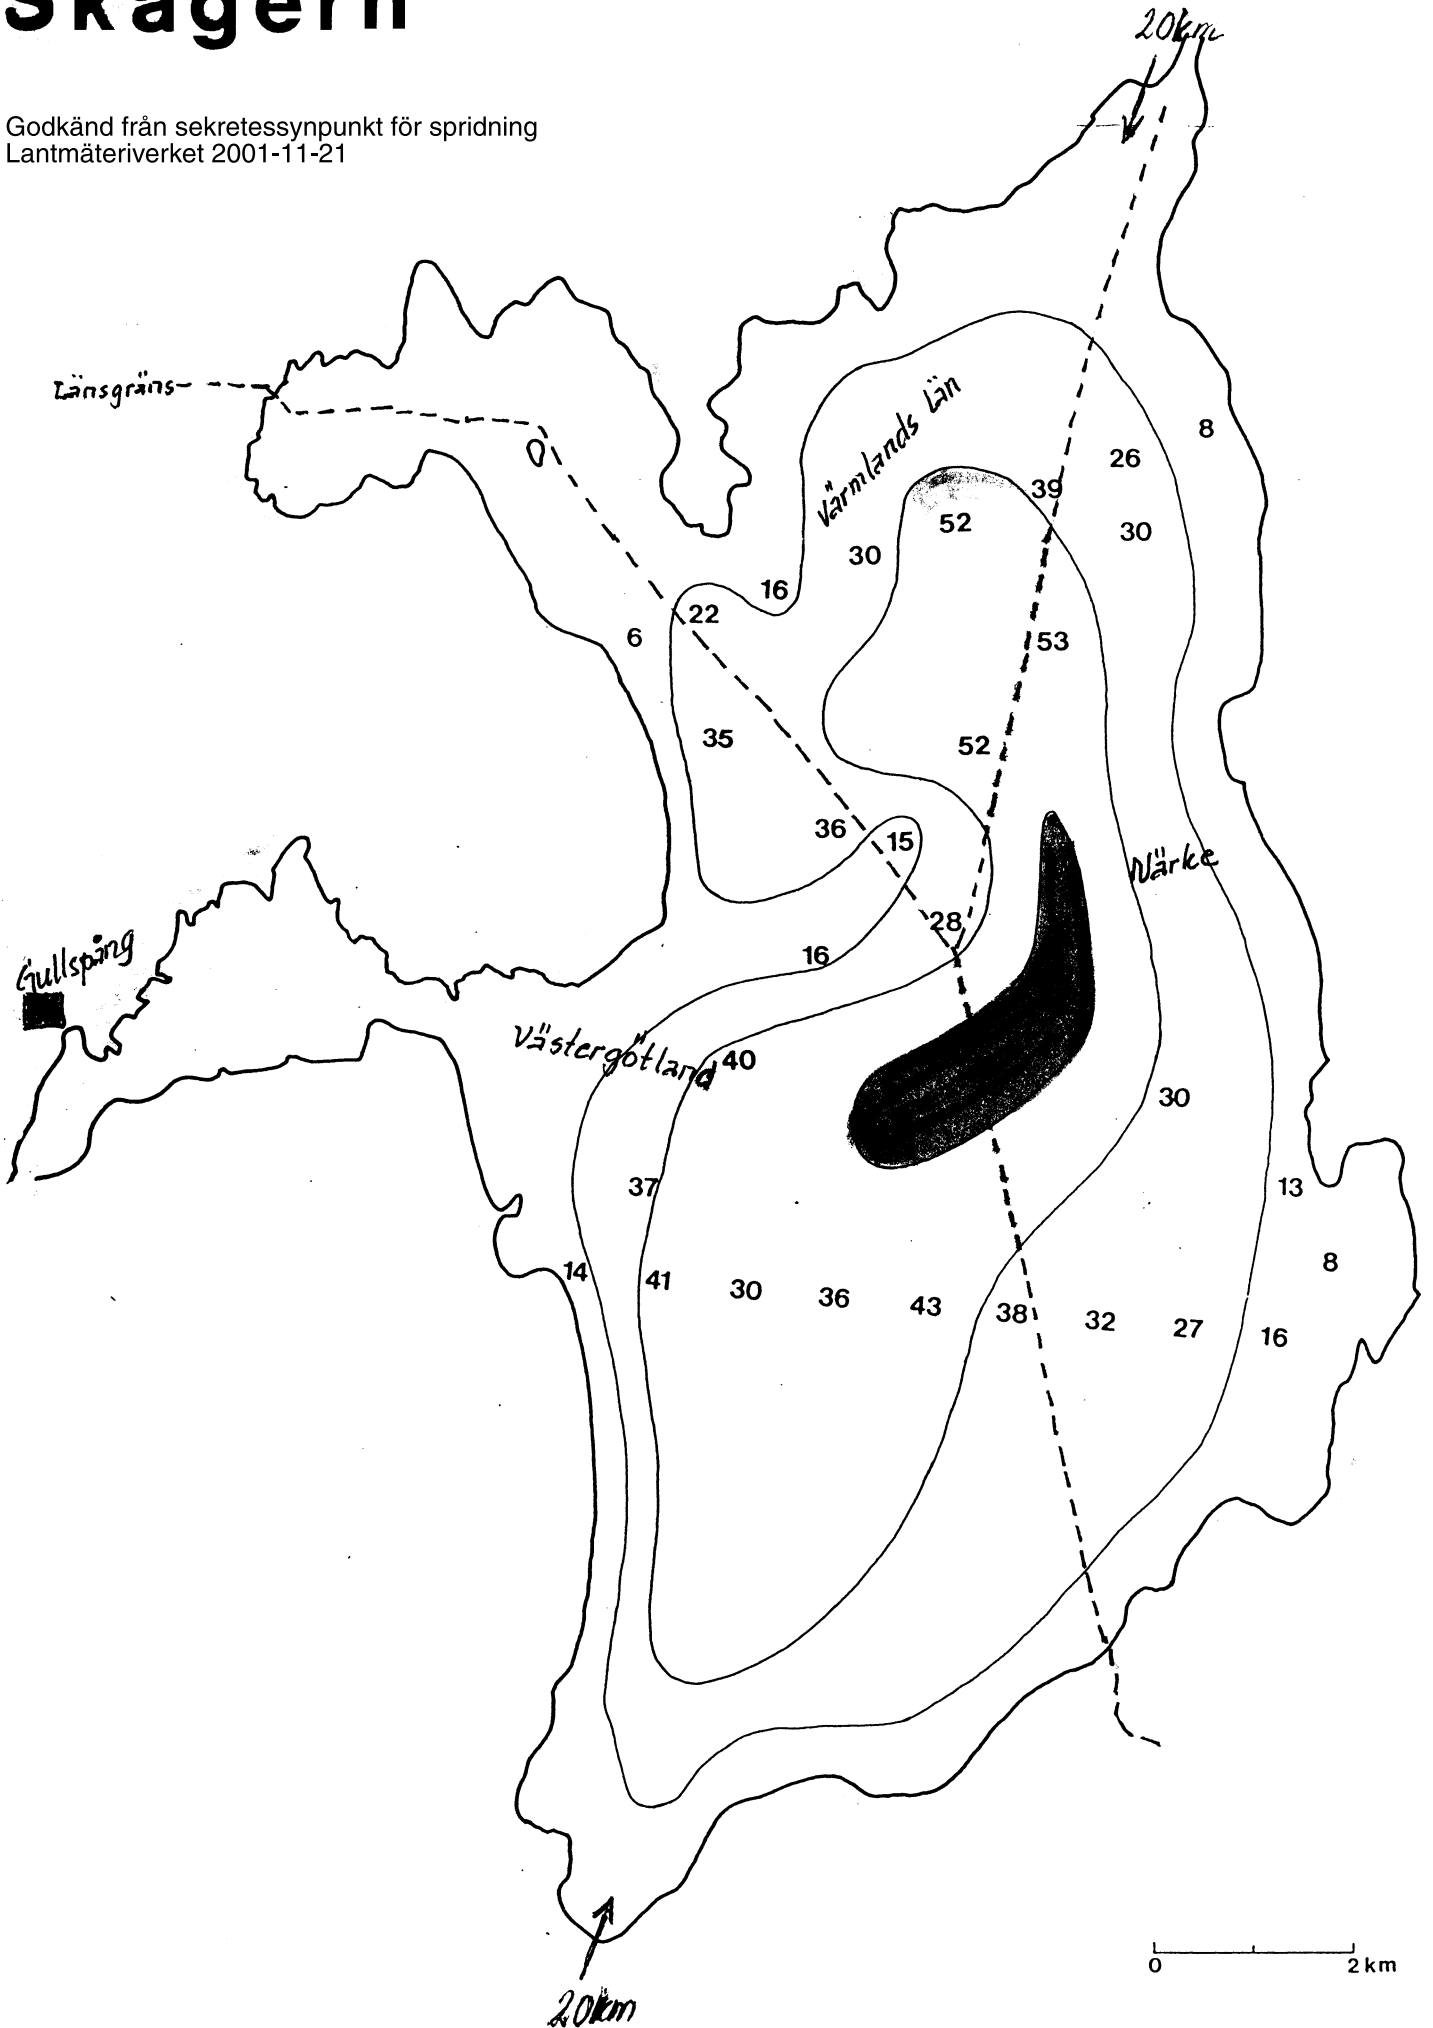 Skagern
20km
Godkänd från sekretessynpunkt för spridning
Lantmäteriverket 2001-11-21
Länsgräns
Värmlands Län
8
26
39
52
30
30
16
22
6
53
35
52
36
15
Närke
28
Gullspång
16
Västergötland
40
30
37
13
14
41
30
36
43
38
32
27
16
8
0
2 km
20km